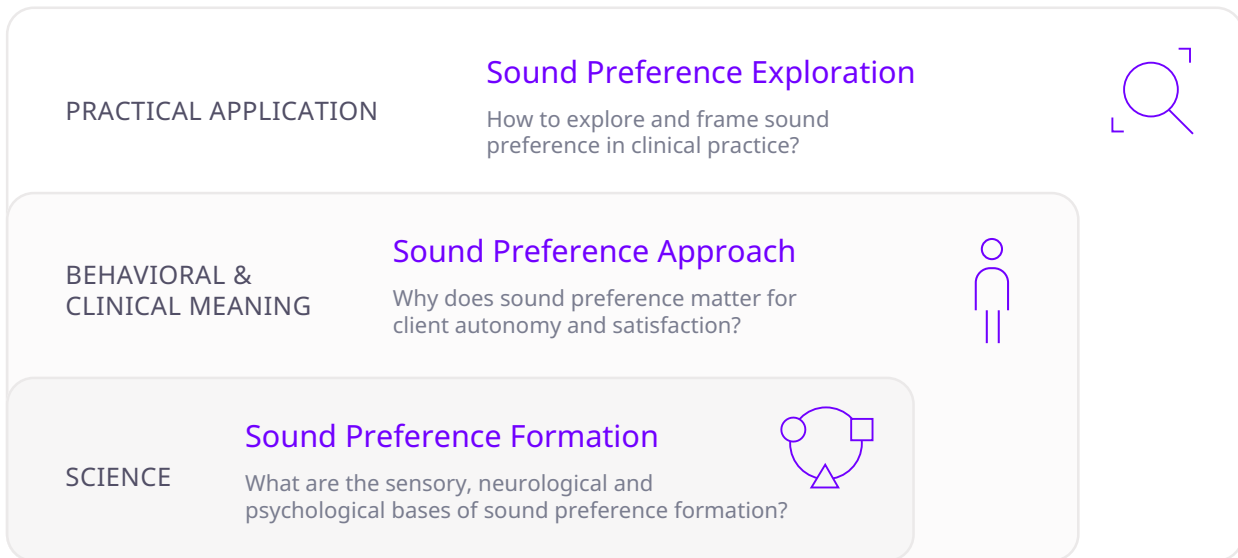 PRACTICAL APPLICATION
Sound Preference Exploration
How to explore and frame sound
preference in clinical practice?
BEHAVIORAL &
CLINICAL MEANING
Sound Preference Approach
Why does sound preference matter for
client autonomy and satisfaction?
SCIENCE
Sound Preference Formation
What are the sensory, neurological and
psychological bases of sound preference formation?